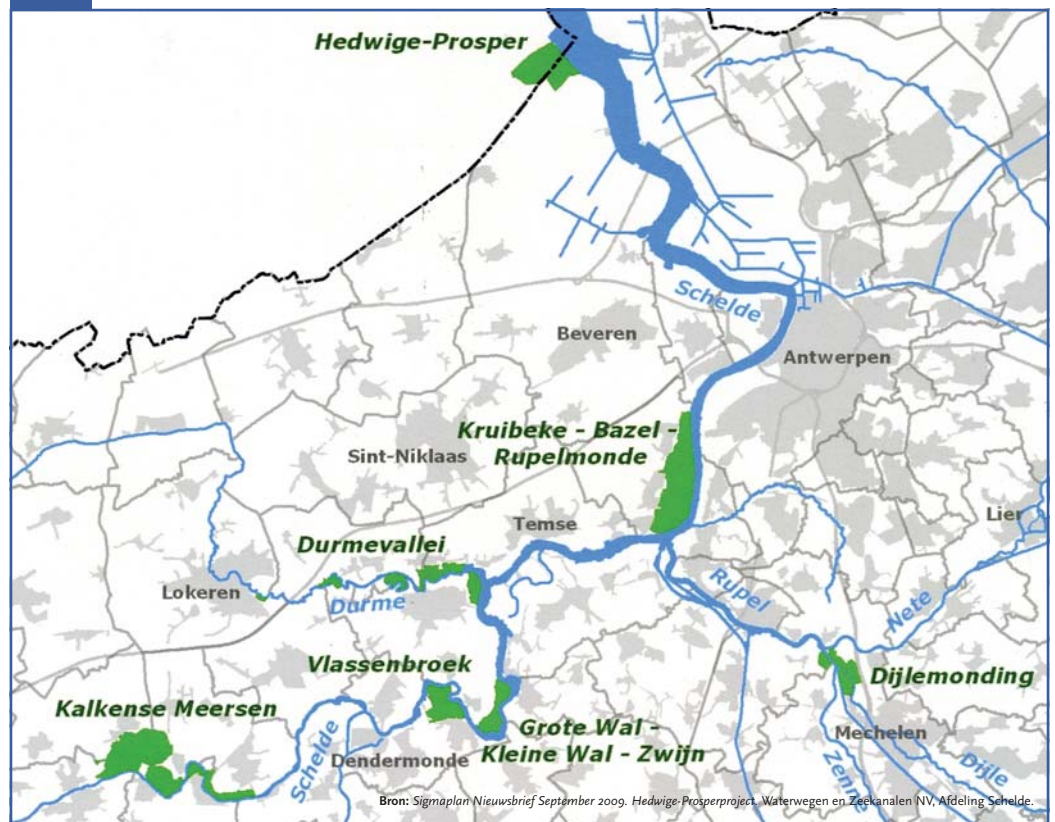 Hedwige-Prosper
Schelde
Beveren
Antwerpen
Kruibeke - Bazel -
Rupelmonde
Sint-Niklaas
Lier
Temse
Durmevallei
Lokeren
Durme
Rupel
Nete
Vlassenbroek
Dijlemonding
Kalkense Meersen
Grote Wal -
Kleine Wal - Zwijn
Schelde
Dendermonde
Mechelen
Zenne
Dijle
Bron: Sigmaplan Nieuwsbrief September 2009. Hedwige-Prosperproject. Waterwegen en Zeekanalen NV, Afdeling Schelde.